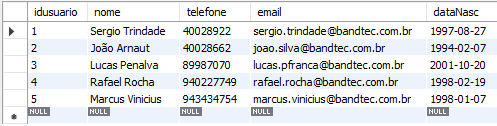 idusuario nome telefone email dataNasc
1 Sergio Trindade 40028922 sergio.trindade@bandtec.com.br 1997-08-27
2 João Arnaut 40028662 joao.silva@bandtec.com.br 1994-02-07
3 Lucas Penalva 89987070 lucas.pfranca@bandtec.com.br 2001-10-20
4 Rafael Rocha 940227749 rafael.rocha@bandtec.com.br 1998-02-19
5 Marcus Vinicius 943434754 marcus.vinicius@bandtec.com.br 1998-01-07
NULL NULL NULL NULL NULL